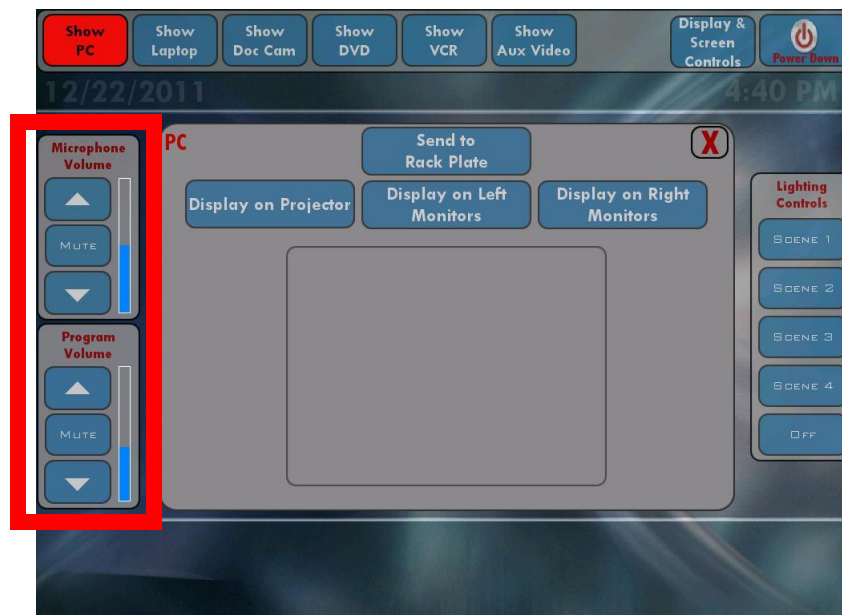 Show
PC
Show
Laptop
Show
Doc Cam
Show
DVD
Show
VCR
Show
Aux Video
Display &
Screen
Controls
Power Down
12/22/2011
4:40 PM
Microphone
Volume
Mute
Program
Volume
Mute
PC
Send to
Rack Plate
X
Display on Projector
Display on Left
Monitors
Display on Right
Monitors
Lighting
Controls
Scene 1
Scene 2
Scene 3
Scene 4
Off